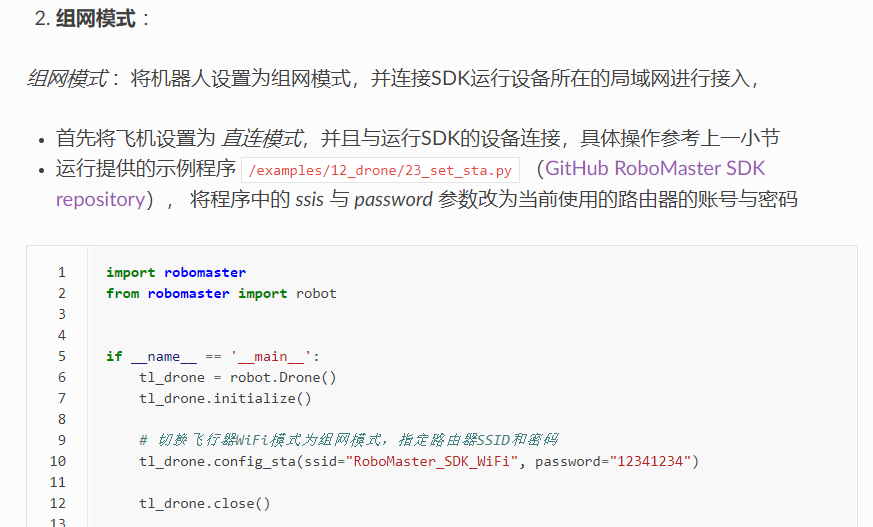 2. 组网模式 ：
组网模式 ：将机器人设置为组网模式，并连接SDK运行设备所在的局域网进行接入，
• 首先将飞机设置为 直连模式，并且与运行SDK的设备连接，具体操作参考上一小节
• 运行提供的示例程序 /examples/12_drone/23_set_sta.py （GitHub RoboMaster SDK
repository）， 将程序中的 ssis 与 password 参数改为当前使用的路由器的账号与密码
1 import robomaster
2 from robomaster import robot
3
4
5 if __name__ == '__main__':
6     tl_drone = robot.Drone()
7     tl_drone.initialize()
8
9     # 切换飞行器WiFi模式为组网模式，指定路由器SSID和密码
10     tl_drone.config_sta(ssid="RoboMaster_SDK_WiFi", password="12341234")
11
12     tl_drone.close()
13